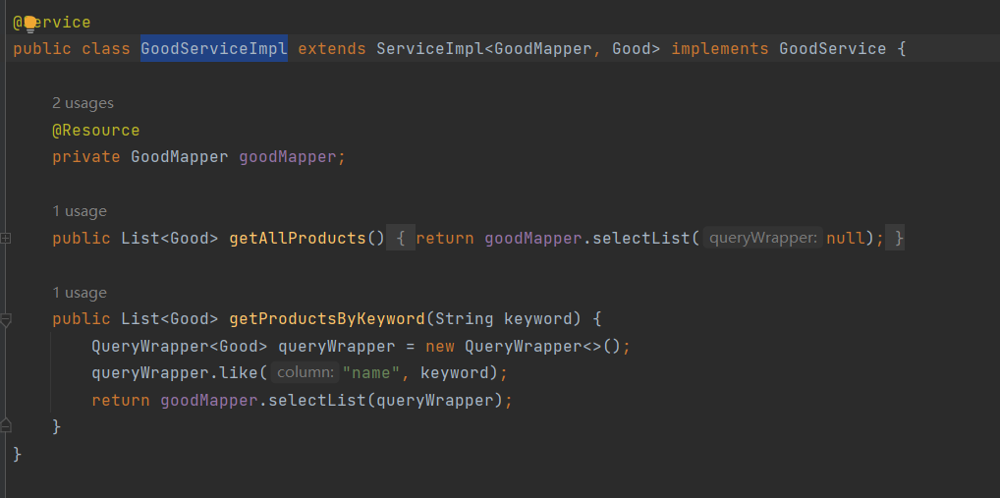 @Service
public class GoodServiceImpl extends ServiceImpl<GoodMapper, Good> implements GoodService {
2 usages
@Resource
private GoodMapper goodMapper;
1 usage
public List<Good> getAllProducts() { return goodMapper.selectList( queryWrapper: null); }
1 usage
public List<Good> getProductsByKeyword(String keyword) {
QueryWrapper<Good> queryWrapper = new QueryWrapper<>();
queryWrapper.like( column: "name", keyword);
return goodMapper.selectList(queryWrapper);
}
}